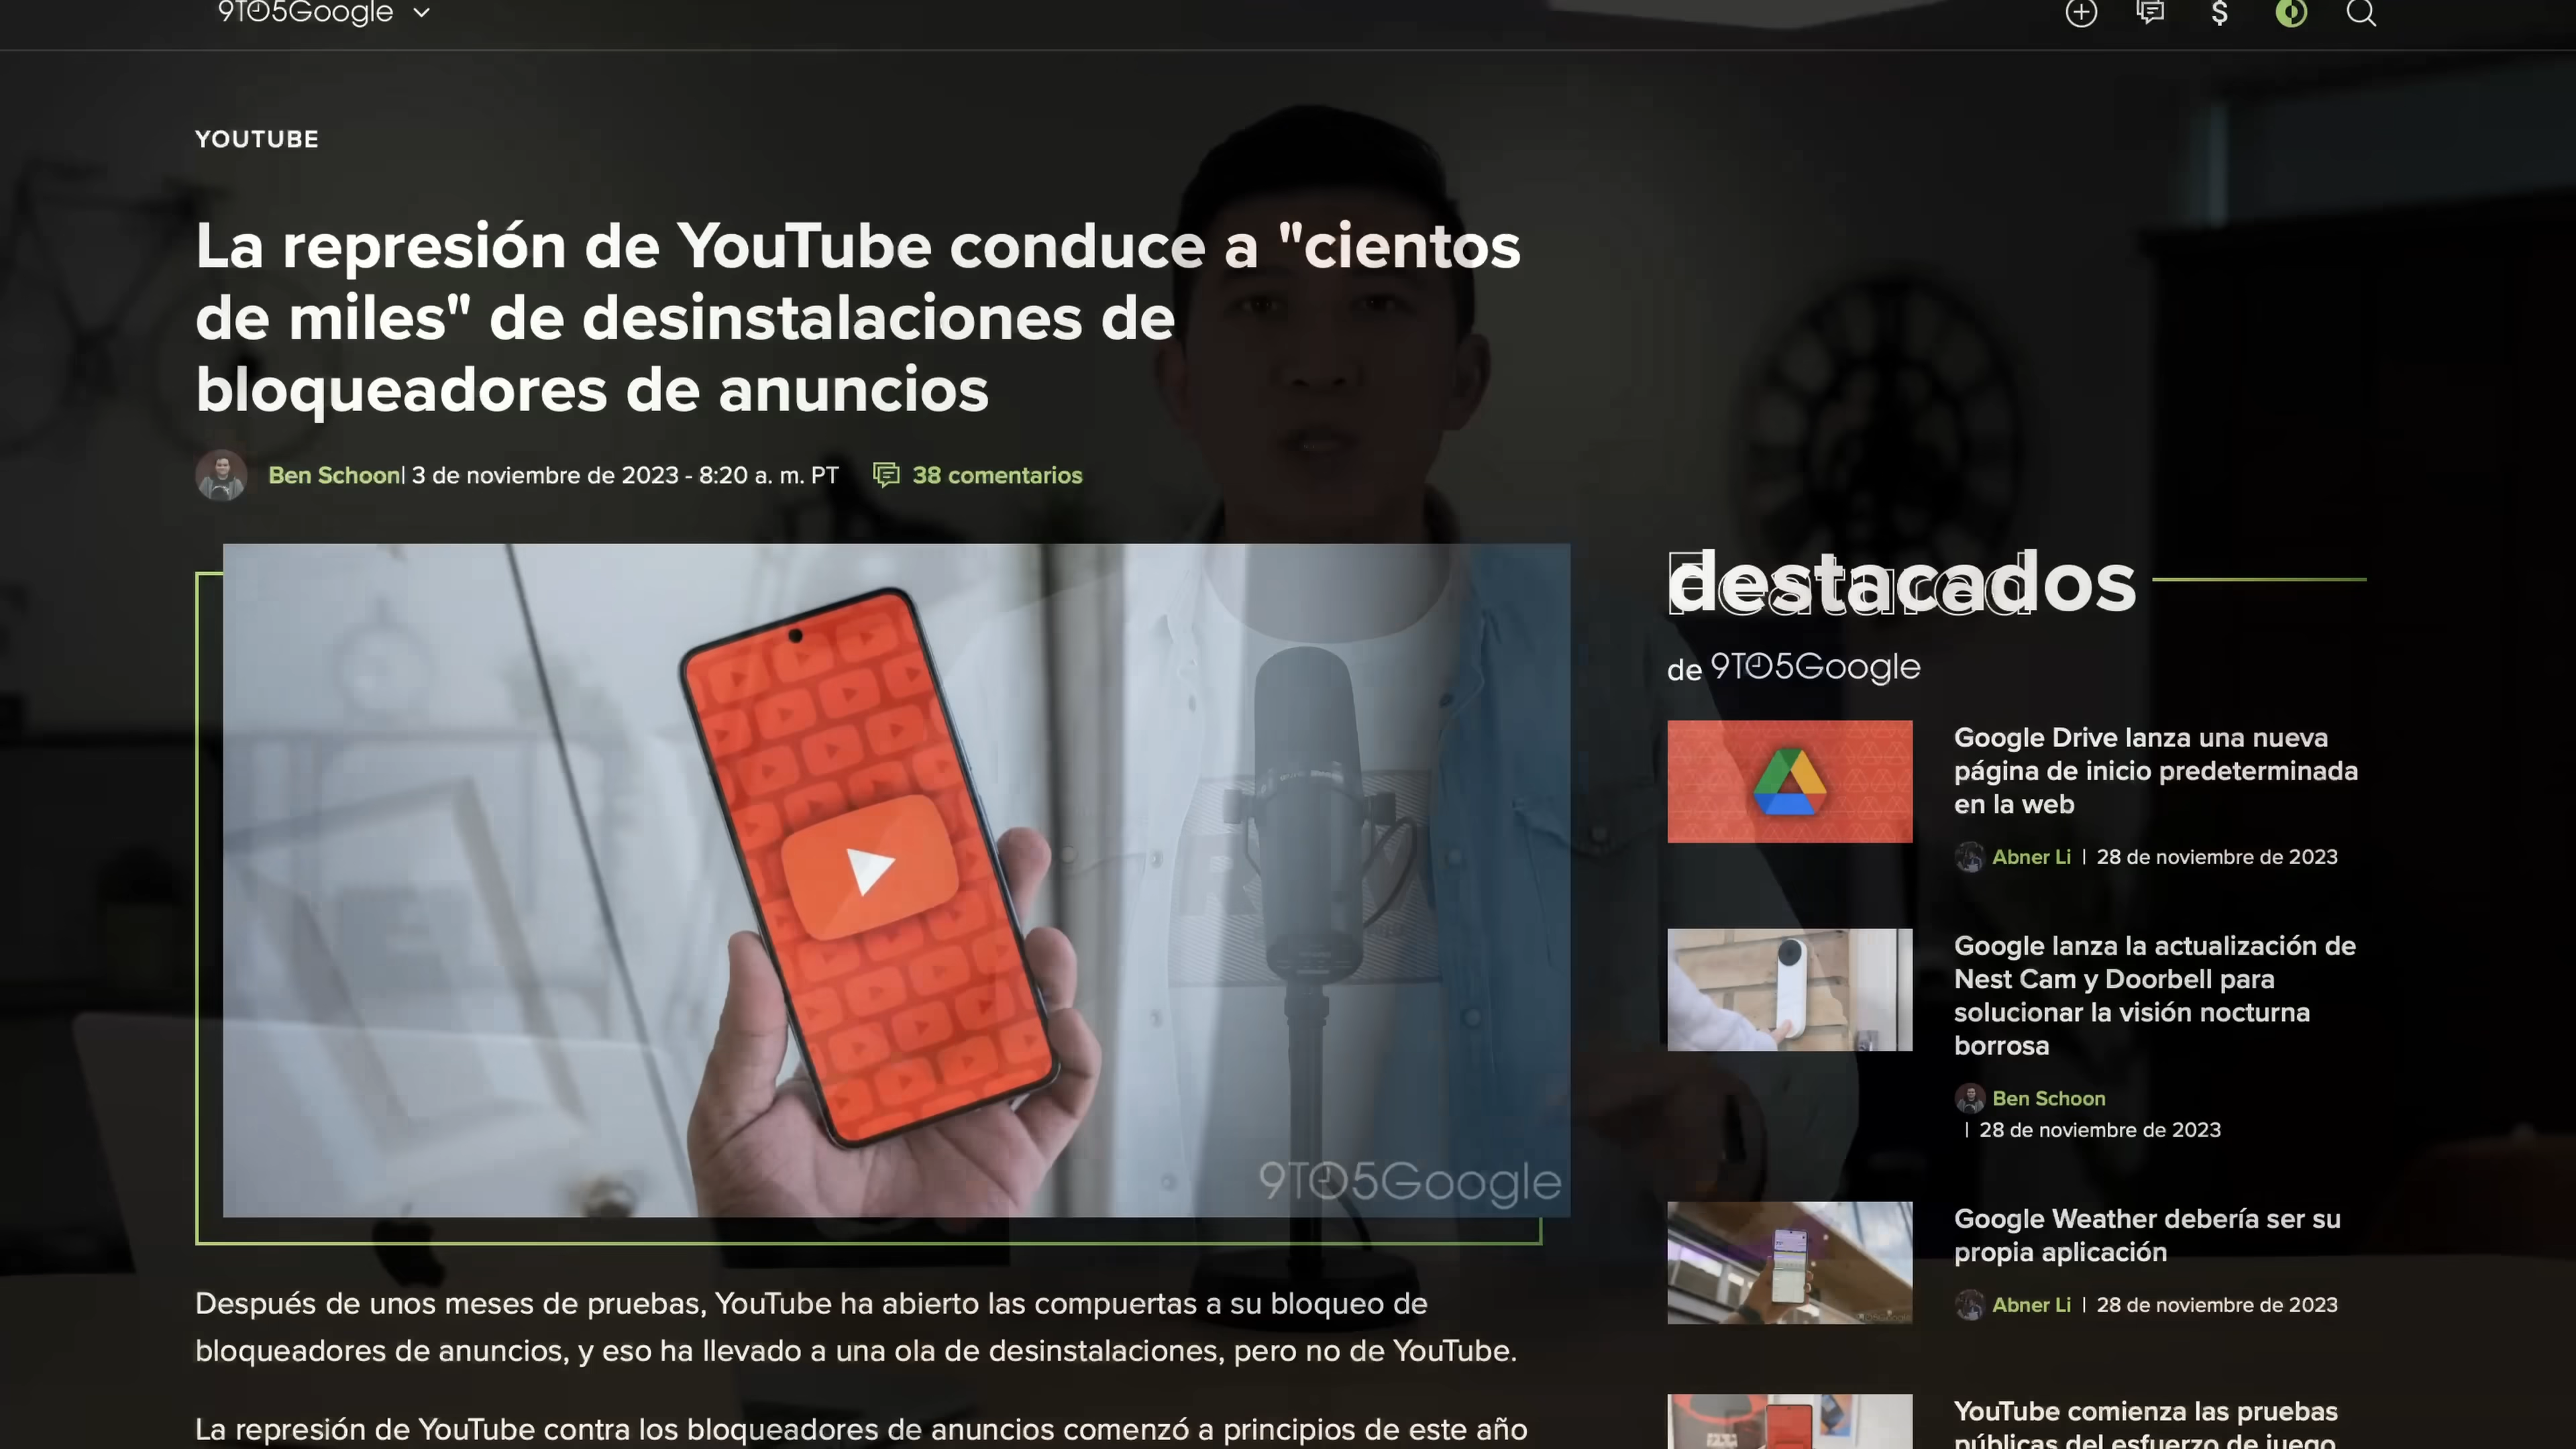 9TO5Google
$
YOUTUBE
La represión de YouTube conduce a "cientos
de miles" de desinstalaciones de
bloqueadores de anuncios
Ben Schoon| 3 de noviembre de 2023 - 8:20 a. m. PT 38 comentarios
9TO5Google
Después de unos meses de pruebas, YouTube ha abierto las compuertas a su bloqueo de
bloqueadores de anuncios, y eso ha llevado a una ola de desinstalaciones, pero no de YouTube.
La represión de YouTube contra los bloqueadores de anuncios comenzó a principios de este año
destacados
Featured
de 9TO5Google
Google Drive lanza una nueva
página de inicio predeterminada
en la web
Abner Li | 28 de noviembre de 2023
Google lanza la actualización de
Nest Cam y Doorbell para
solucionar la visión nocturna
borrosa
Ben Schoon
| 28 de noviembre de 2023
Google Weather debería ser su
propia aplicación
Abner Li | 28 de noviembre de 2023
YouTube comienza las pruebas
públicas del esfuerzo de juego